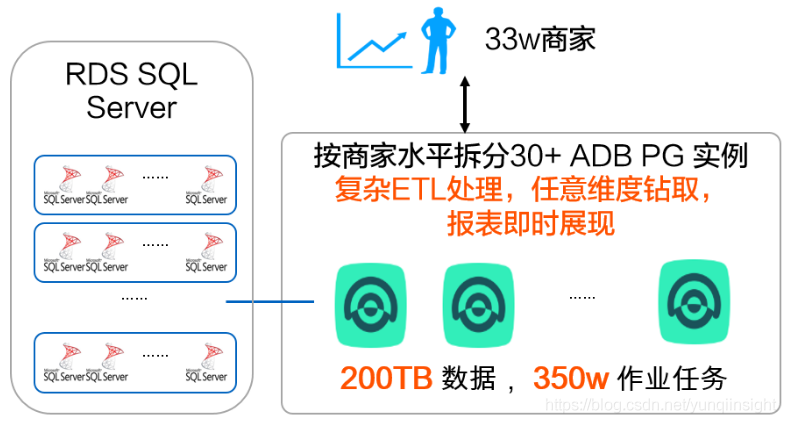 33w商家
RDS SQL
Server
按商家水平拆分30+ ADB PG 实例
复杂ETL处理，任意维度钻取，
报表即时展现
Microsoft Microsoft ...... Microsoft
SQL Server SQL Server SQL Server
Microsoft Microsoft ...... Microsoft
SQL Server SQL Server SQL Server
......
......
Microsoft Microsoft ...... Microsoft
SQL Server SQL Server SQL Server
200TB 数据 ，350w 作业任务
https://blog.csdn.net/yunqiinsight